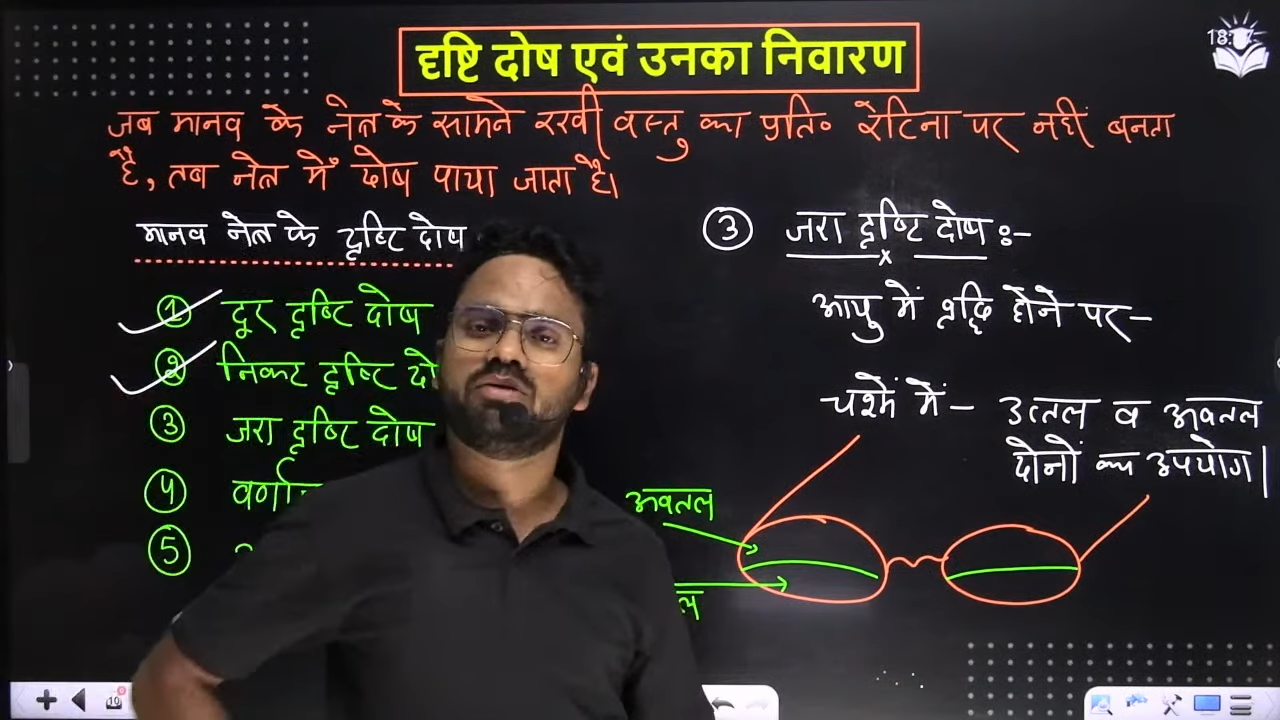 दृष्टि दोष एवं उनका निवारण
जब मानव के नेत्र के सामने रखी वस्तु का प्रति० रेटिना पर नहीं बनता
है, तब नेत्र में दोष पाया जाता है।
मानव नेत्र के दृष्टि दोष
① दूर दृष्टि दोष
② निकट दृष्टि दो
③ जरा दृष्टि दोष
④
⑤
③ जरा दृष्टि दोष :-
आयु में वृद्धि होने पर -
चश्में में - उत्तल व अवतल
दोनों का उपयोग।
अवतल
ल
10